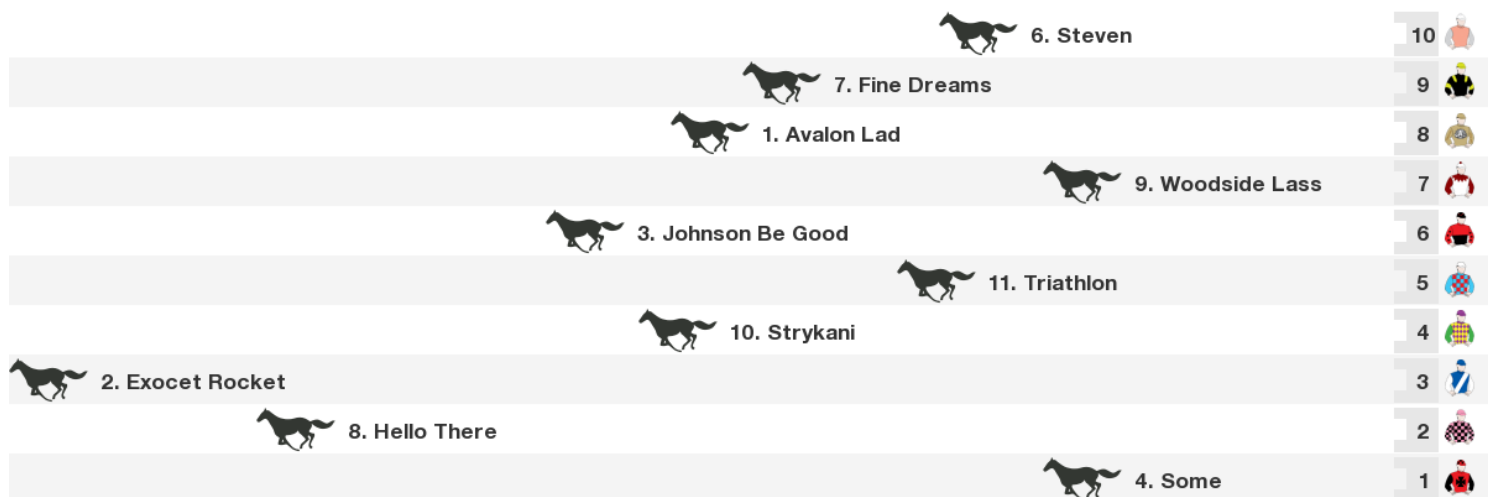 6. Steven 10
7. Fine Dreams 9
1. Avalon Lad 8
9. Woodside Lass 7
3. Johnson Be Good 6
11. Triathlon 5
10. Strykani 4
2. Exocet Rocket 3
8. Hello There 2
4. Some 1